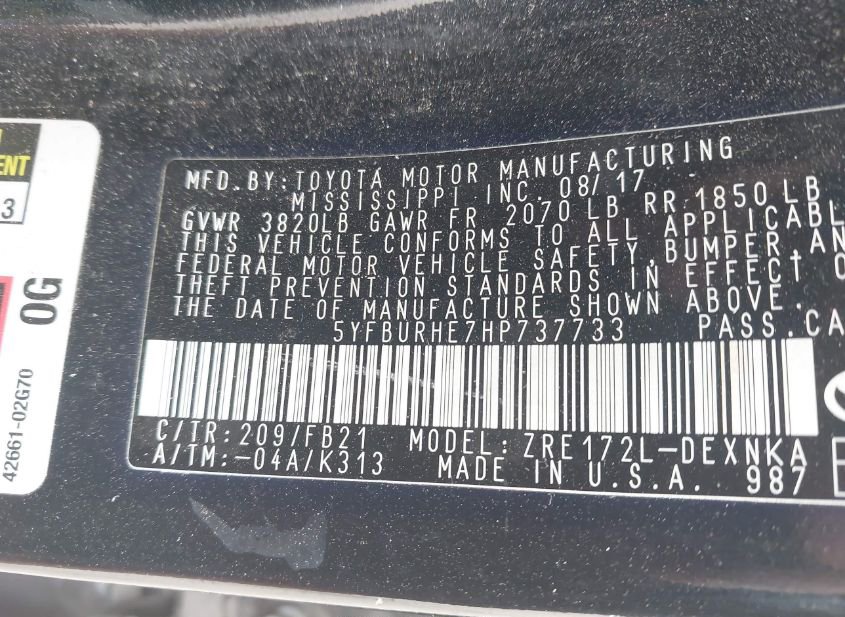 ENT
3
0G
42661-02G70
MFD.BY:TOYOTA MOTOR MANUFACTURING
MISSISSIPPI INC. 08/17
GVWR 3820LB GAWR FR 2070 LB RR 1850 LB
THIS VEHICLE CONFORMS TO ALL APPLICABL
FEDERAL MOTOR VEHICLE SAFETY,BUMPER,AN
THEFT PREVENTION STANDARDS IN EFFECT O
THE DATE OF MANUFACTURE SHOWN ABOVE.
5YFBURHE7HP737733 PASS.CA
C/TR:209/FB21 MODEL:ZRE172L-DEXNKA
A/TM:-04A/K313 MADE IN U.S.A. 987